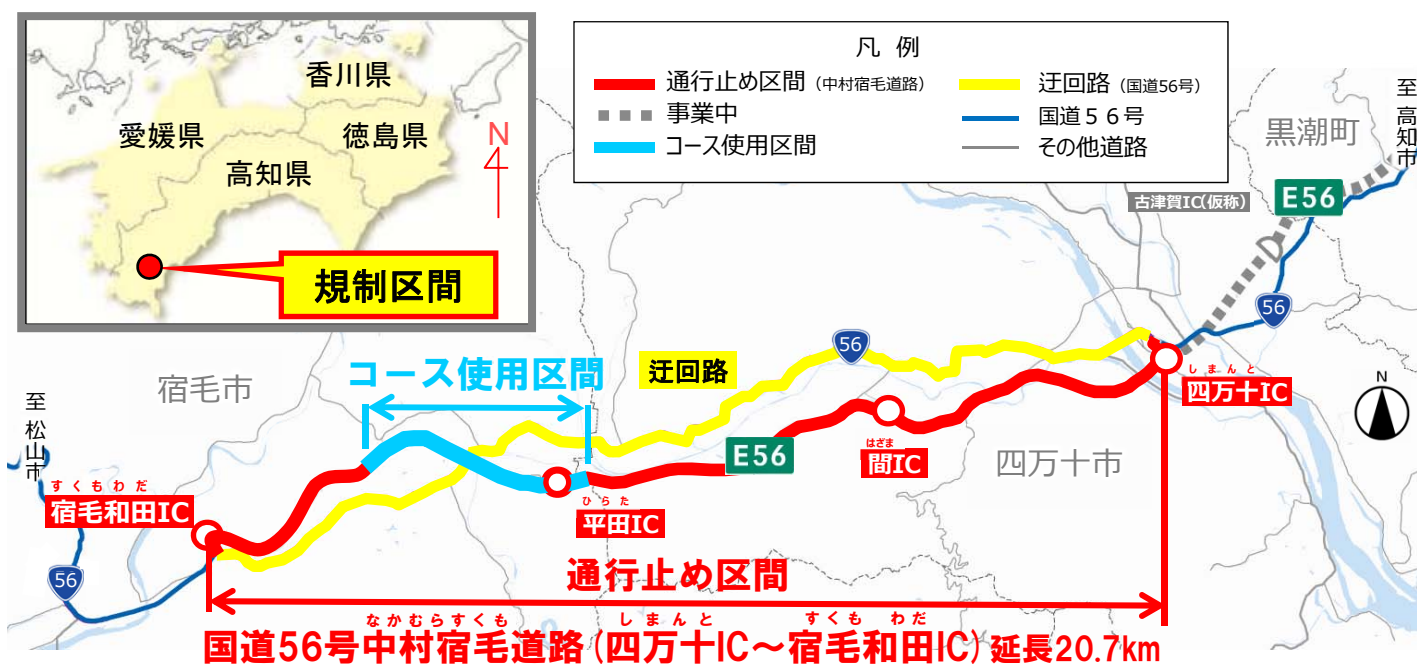 香川県
愛媛県
徳島県
高知県
N
規制区間
凡 例
通行止め区間 (中村宿毛道路)
迂回路 (国道56号)
事業中
国道５６号
コース使用区間
その他道路
黒潮町
至高知市
古津賀IC(仮称)
E56
56
56
コース使用区間
迂回路
宿毛市
至松山市
しまんと
四万十IC
N
E56
はざま
間IC
四万十市
すくもわだ
宿毛和田IC
ひらた
平田IC
56
通行止め区間
なかむらすくも しまんと すくも わだ
国道56号中村宿毛道路(四万十IC～宿毛和田IC) 延長20.7km